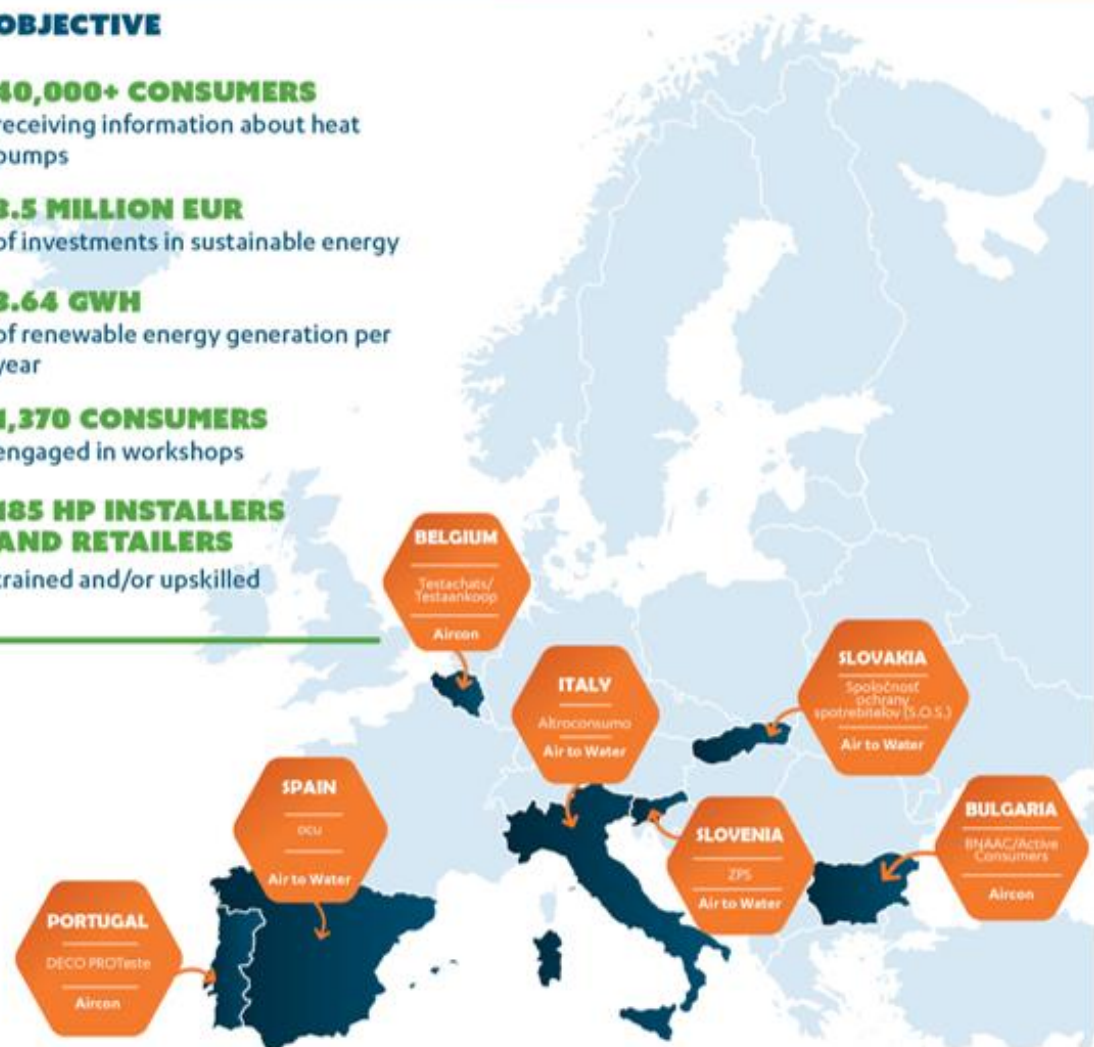 OBJECTIVE
40,000+ CONSUMERS
receiving information about heat
pumps
3.5 MILLION EUR
of investments in sustainable energy
3.64 GWH
of renewable energy generation per
year
1,370 CONSUMERS
engaged in workshops
185 HP INSTALLERS
AND RETAILERS
trained and/or upskilled
BELGIUM
Testachats/
Testaankoop
Aircon
ITALY
Altroconsumo
Air to Water
SLOVAKIA
Spoločnosť
ochrany
spotrebiteľov (S.O.S.)
Air to Water
SPAIN
OCU
Air to Water
SLOVENIA
ZPS
Air to Water
BULGARIA
BNAAC/Active
Consumers
Aircon
PORTUGAL
DECO PROTeste
Aircon